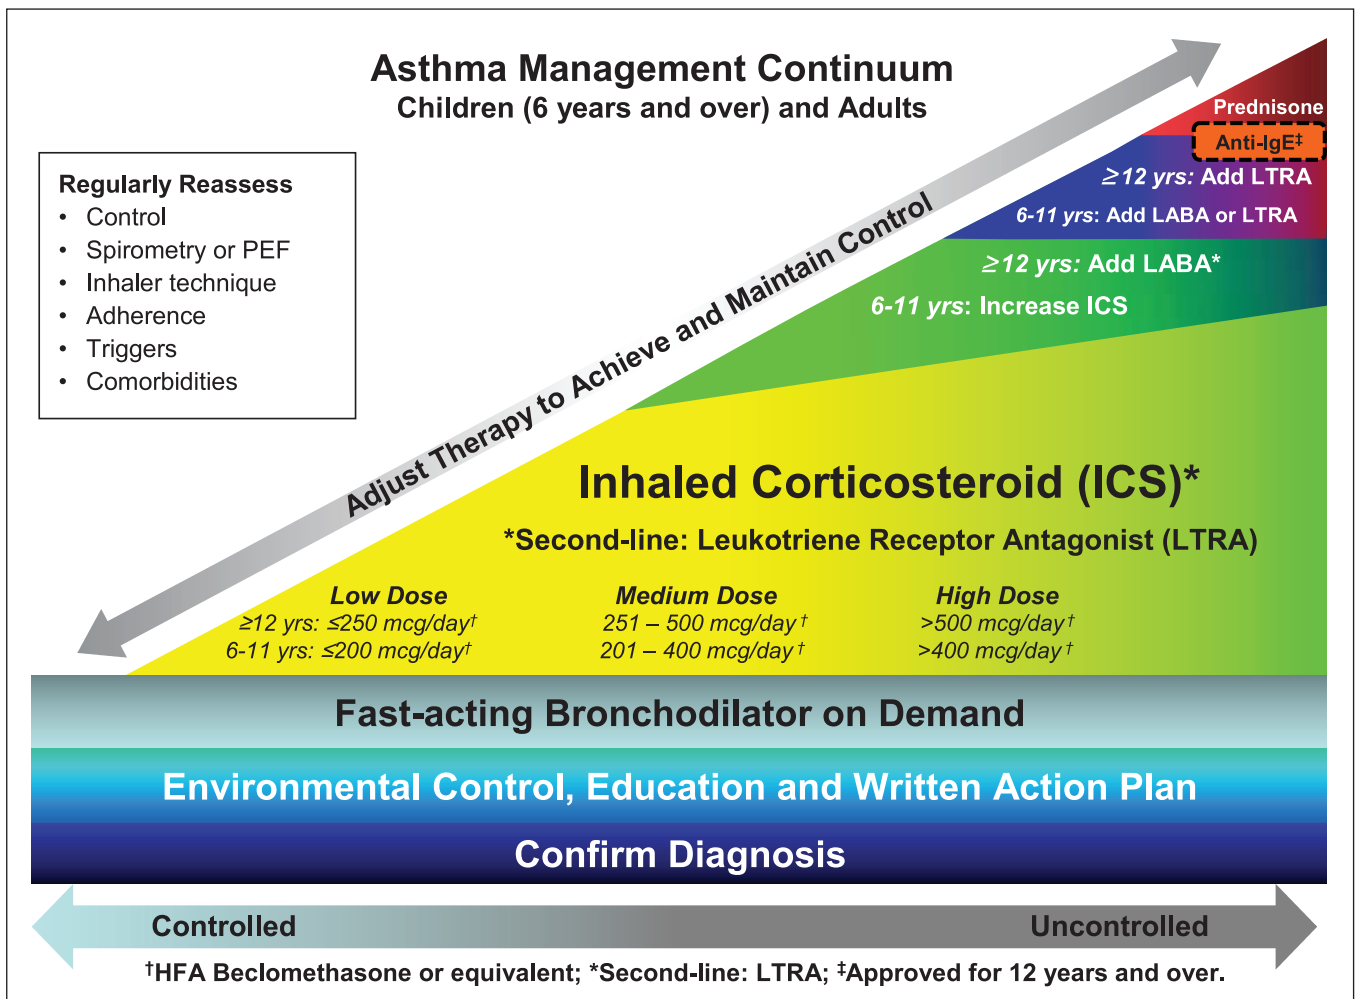 Asthma Management Continuum
Children (6 years and over) and Adults
Regularly Reassess
• Control
• Spirometry or PEF
• Inhaler technique
• Adherence
• Triggers
• Comorbidities
Adjust Therapy to Achieve and Maintain Control
Prednisone
Anti-IgE‡
≥12 yrs: Add LTRA
6-11 yrs: Add LABA or LTRA
≥12 yrs: Add LABA*
6-11 yrs: Increase ICS
Inhaled Corticosteroid (ICS)*
*Second-line: Leukotriene Receptor Antagonist (LTRA)
Low Dose Medium Dose High Dose
≥12 yrs: ≤250 mcg/day† 251 – 500 mcg/day† >500 mcg/day†
6-11 yrs: ≤200 mcg/day† 201 – 400 mcg/day† >400 mcg/day†
Fast-acting Bronchodilator on Demand
Environmental Control, Education and Written Action Plan
Confirm Diagnosis
Controlled Uncontrolled
†HFA Beclomethasone or equivalent; *Second-line: LTRA; ‡Approved for 12 years and over.